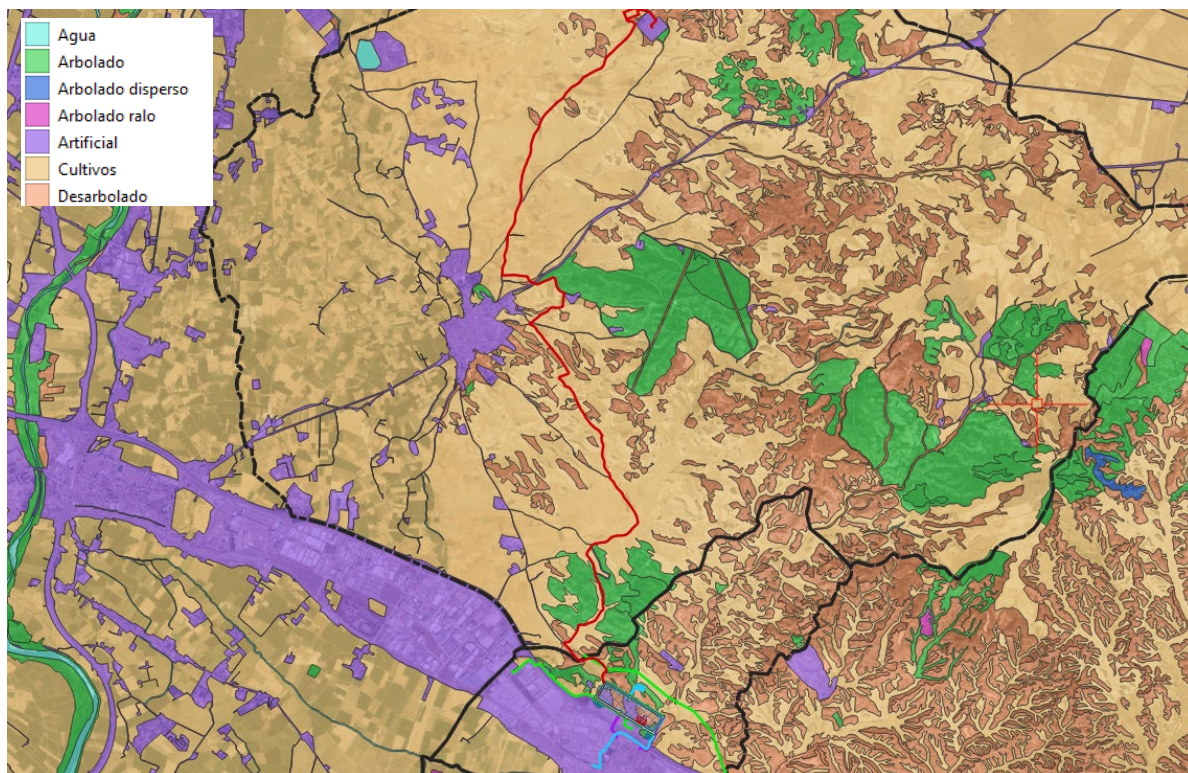 Agua
Arbolado
Arbolado disperso
Arbolado ralo
Artificial
Cultivos
Desarbolado